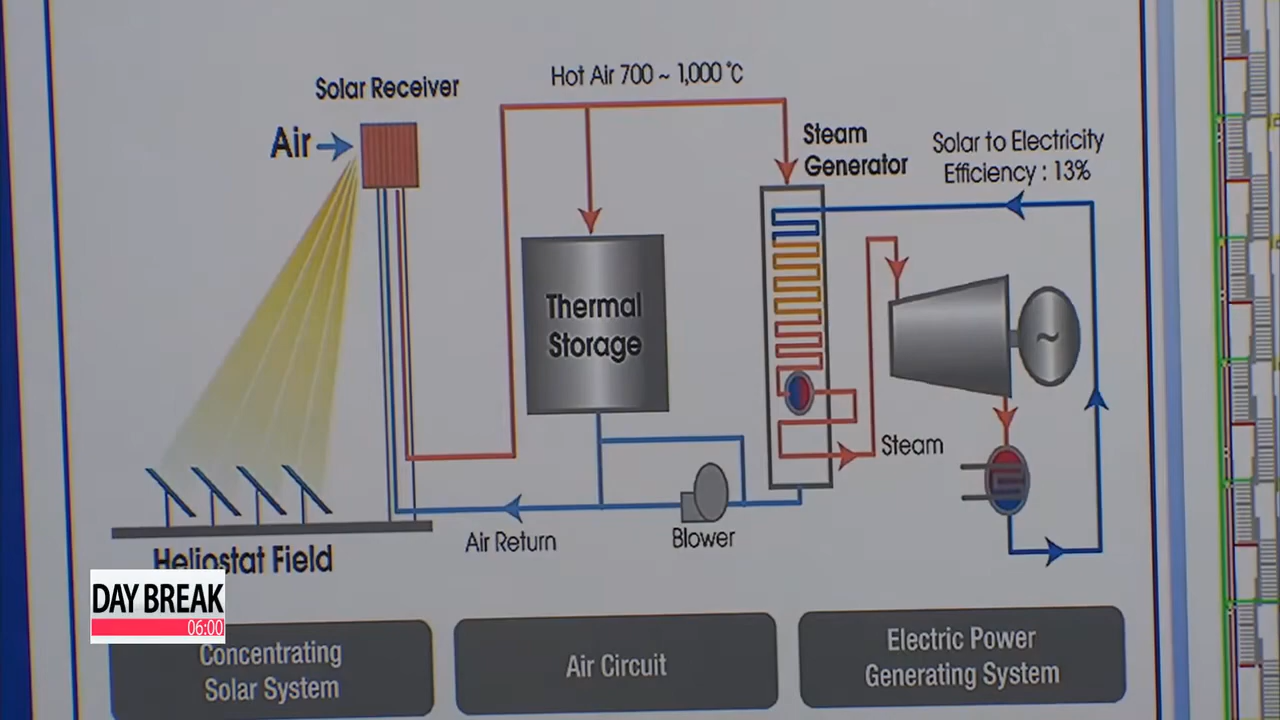 Solar Receiver
Hot Air 700 ~ 1,000 °C
Air
Steam
Generator
Solar to Electricity
Efficiency : 13%
Thermal
Storage
~
Steam
Air Return
Blower
Heliostat Field
DAY BREAK
06:00
Concentrating
Solar System
Air Circuit
Electric Power
Generating System